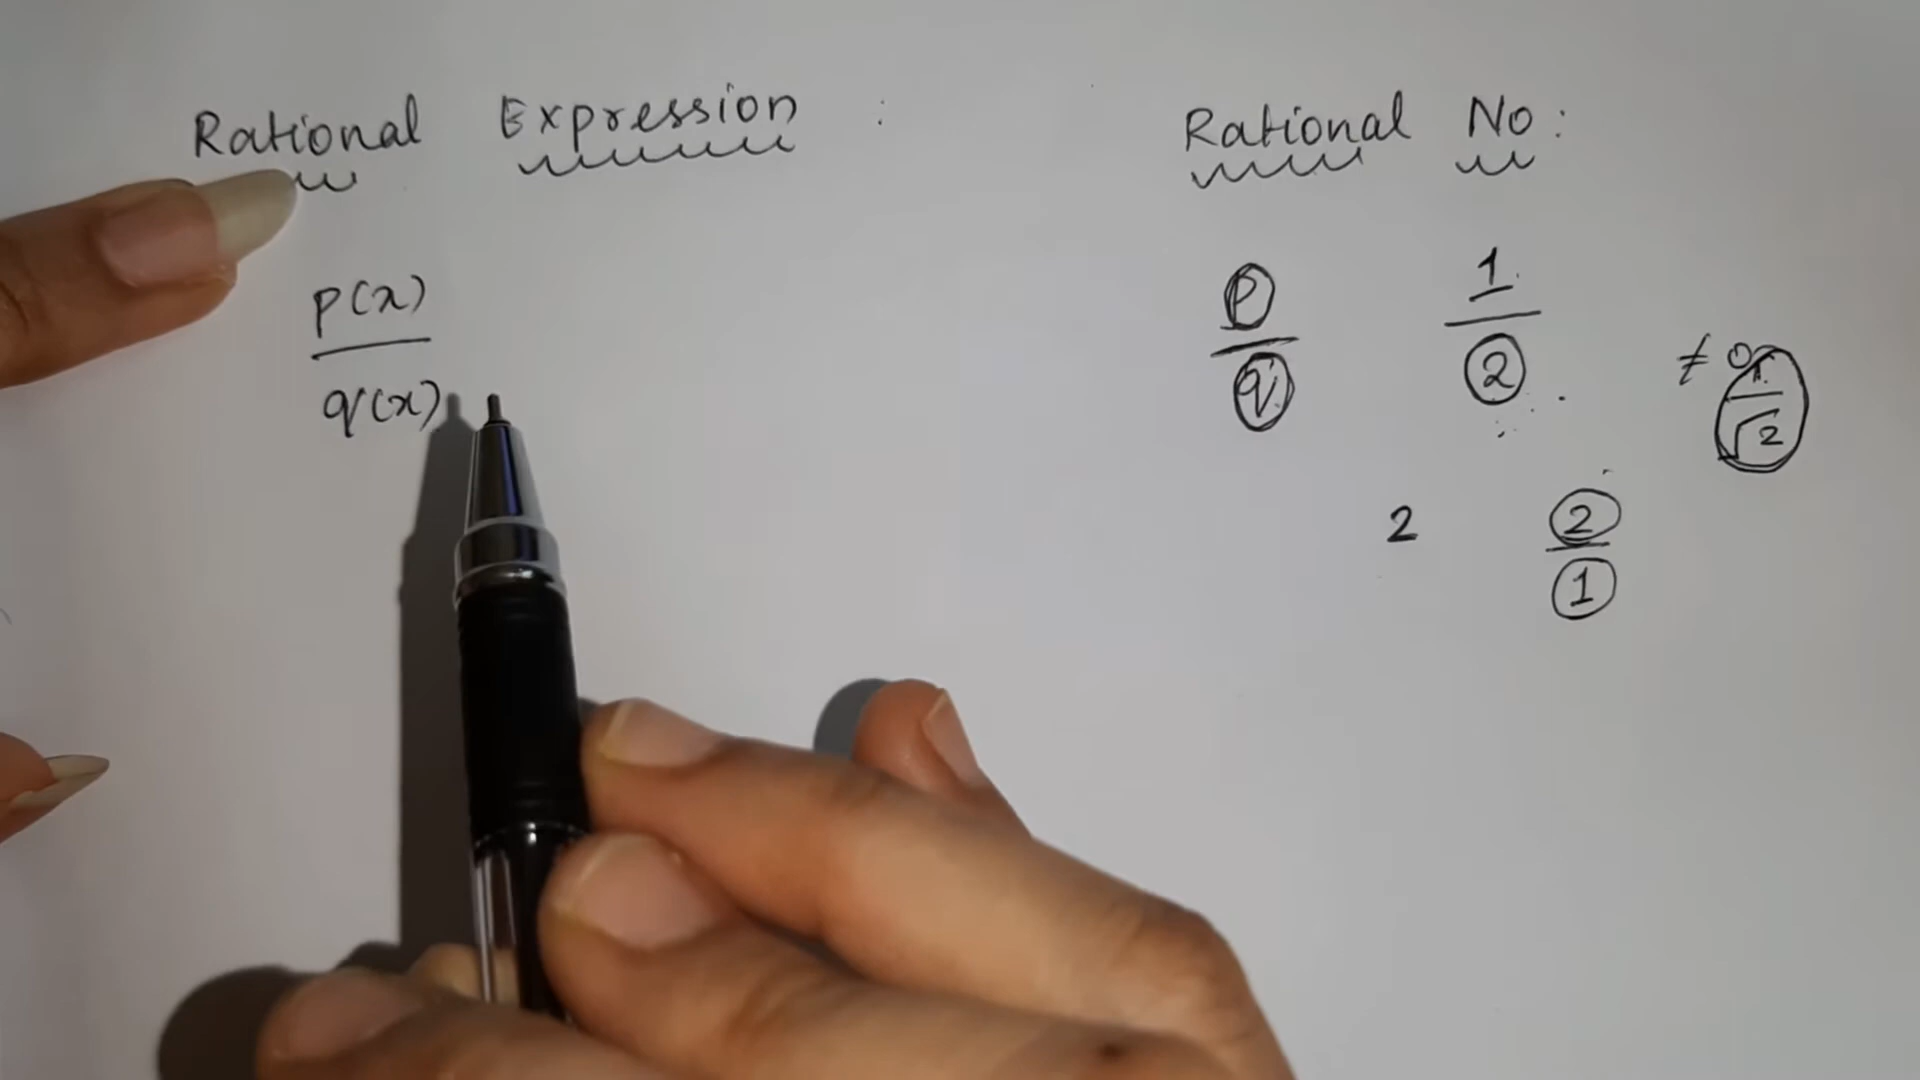 Rational Expression :
p(x)
q(x)
Rational No:
p
q
1
2
≠ 0
1
√2
2
2
1